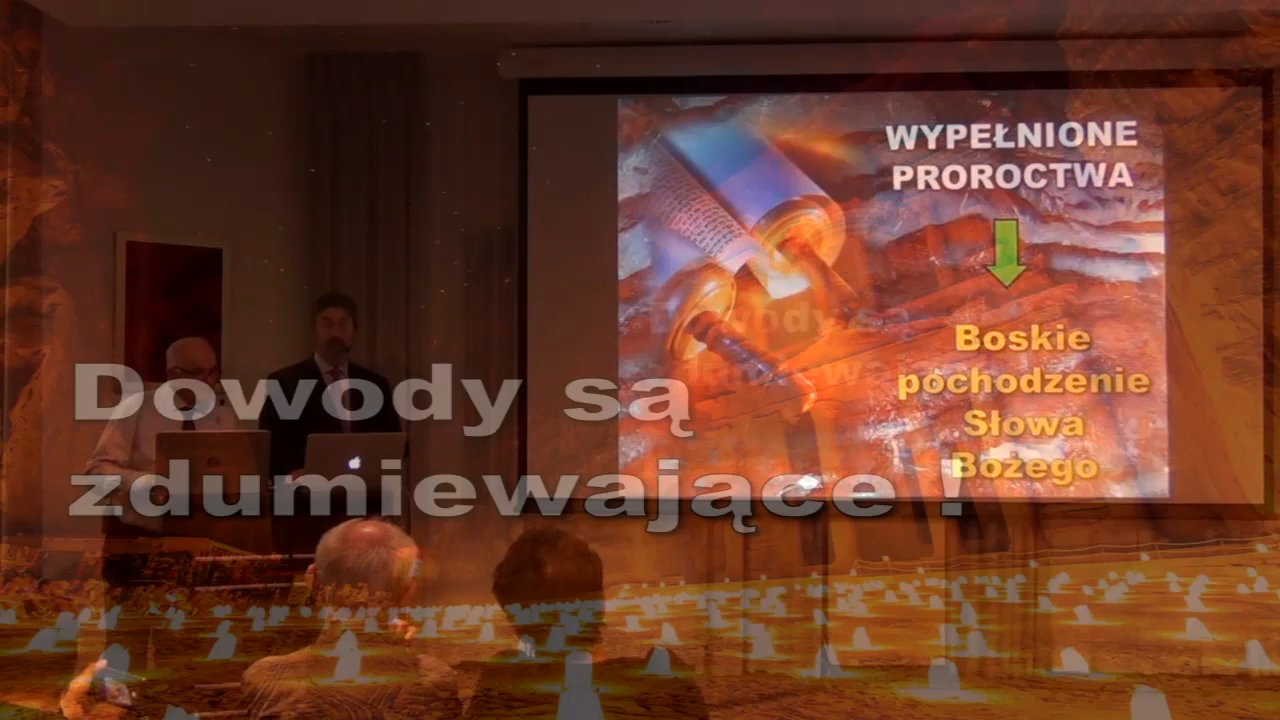 WYPEŁNIONE
PROROCTWA
Boskie
pochodzenie
Słowa
Bożego
Dowody są
zdumiewające !